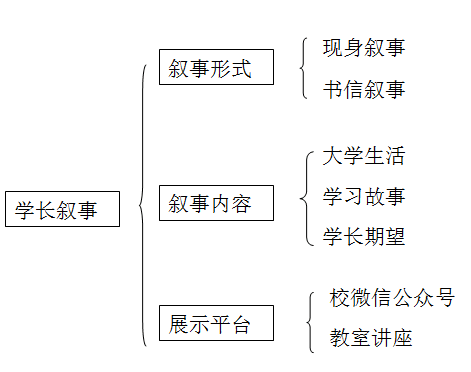 学长叙事
叙事形式
现身叙事
书信叙事
叙事内容
大学生活
学习故事
学长期望
展示平台
校微信公众号
教室讲座